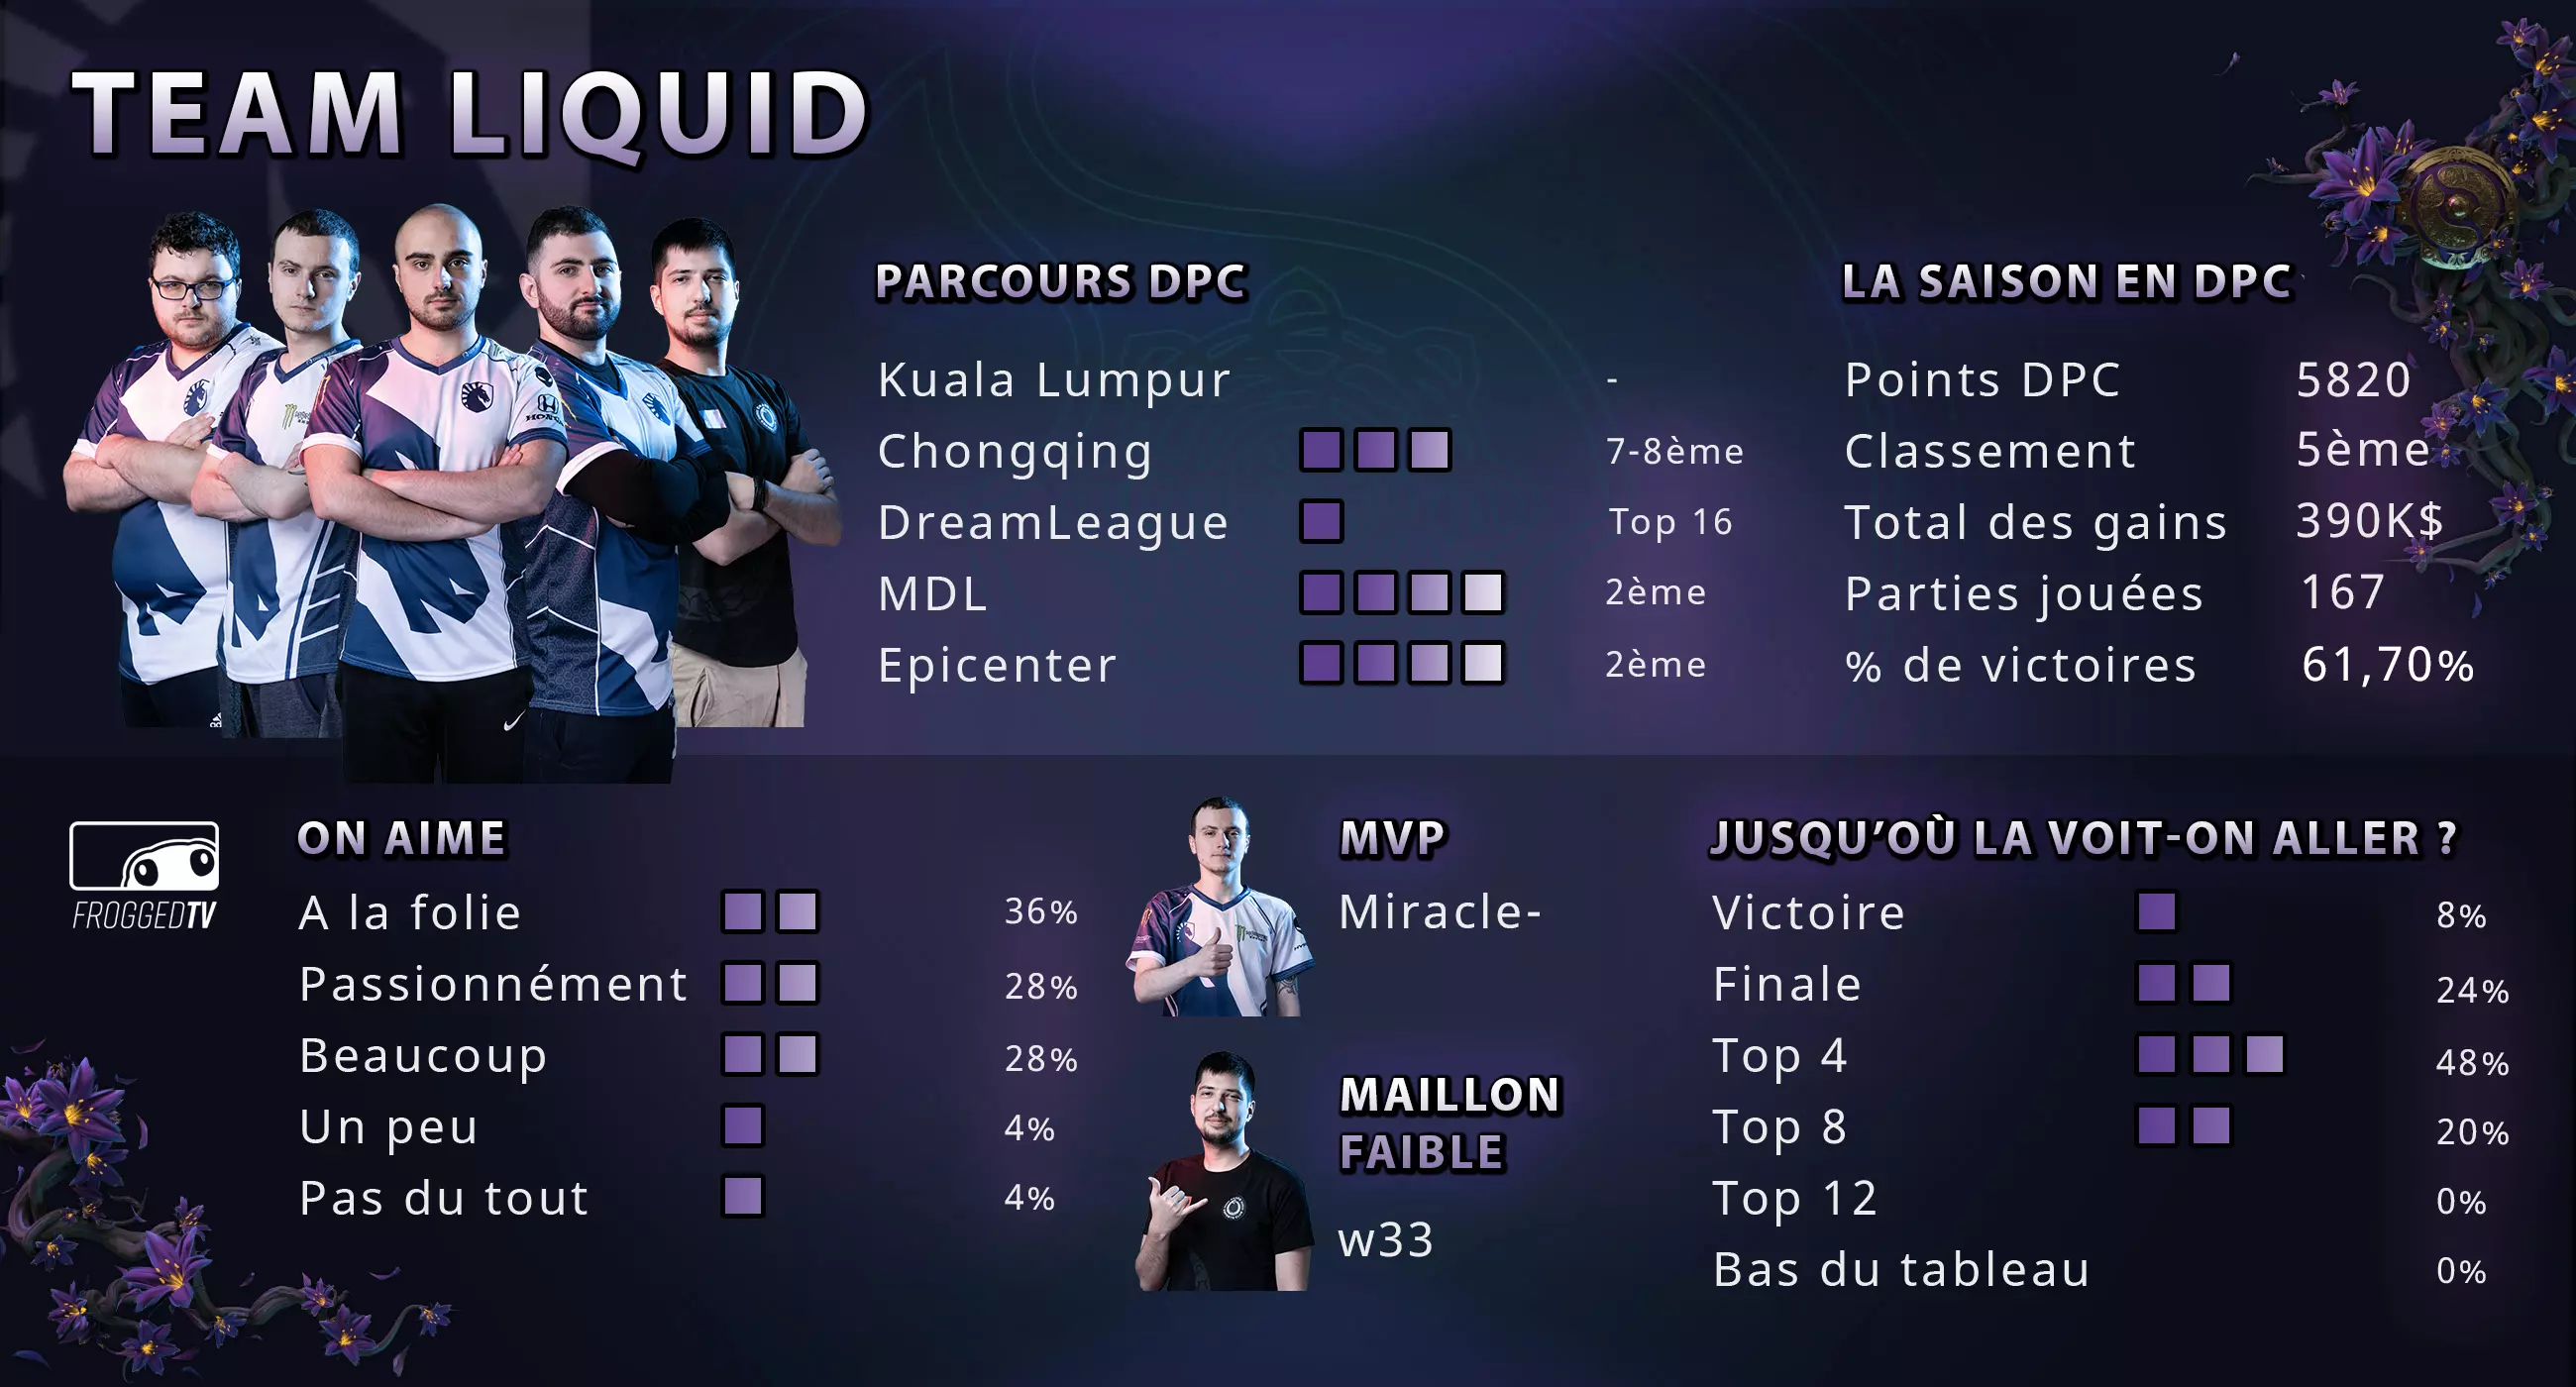 TEAM LIQUID
PARCOURS DPC
Kuala Lumpur -
Chongqing 7-8ème
DreamLeague Top 16
MDL 2ème
Epicenter 2ème
LA SAISON EN DPC
Points DPC 5820
Classement 5ème
Total des gains 390K$
Parties jouées 167
% de victoires 61,70%
HONDA
FROGGEDTV
ON AIME
A la folie 36%
Passionnément 28%
Beaucoup 28%
Un peu 4%
Pas du tout 4%
MVP
Miracle-
MAILLON
FAIBLE
w33
JUSQU'OÙ LA VOIT-ON ALLER ?
Victoire 8%
Finale 24%
Top 4 48%
Top 8 20%
Top 12 0%
Bas du tableau 0%